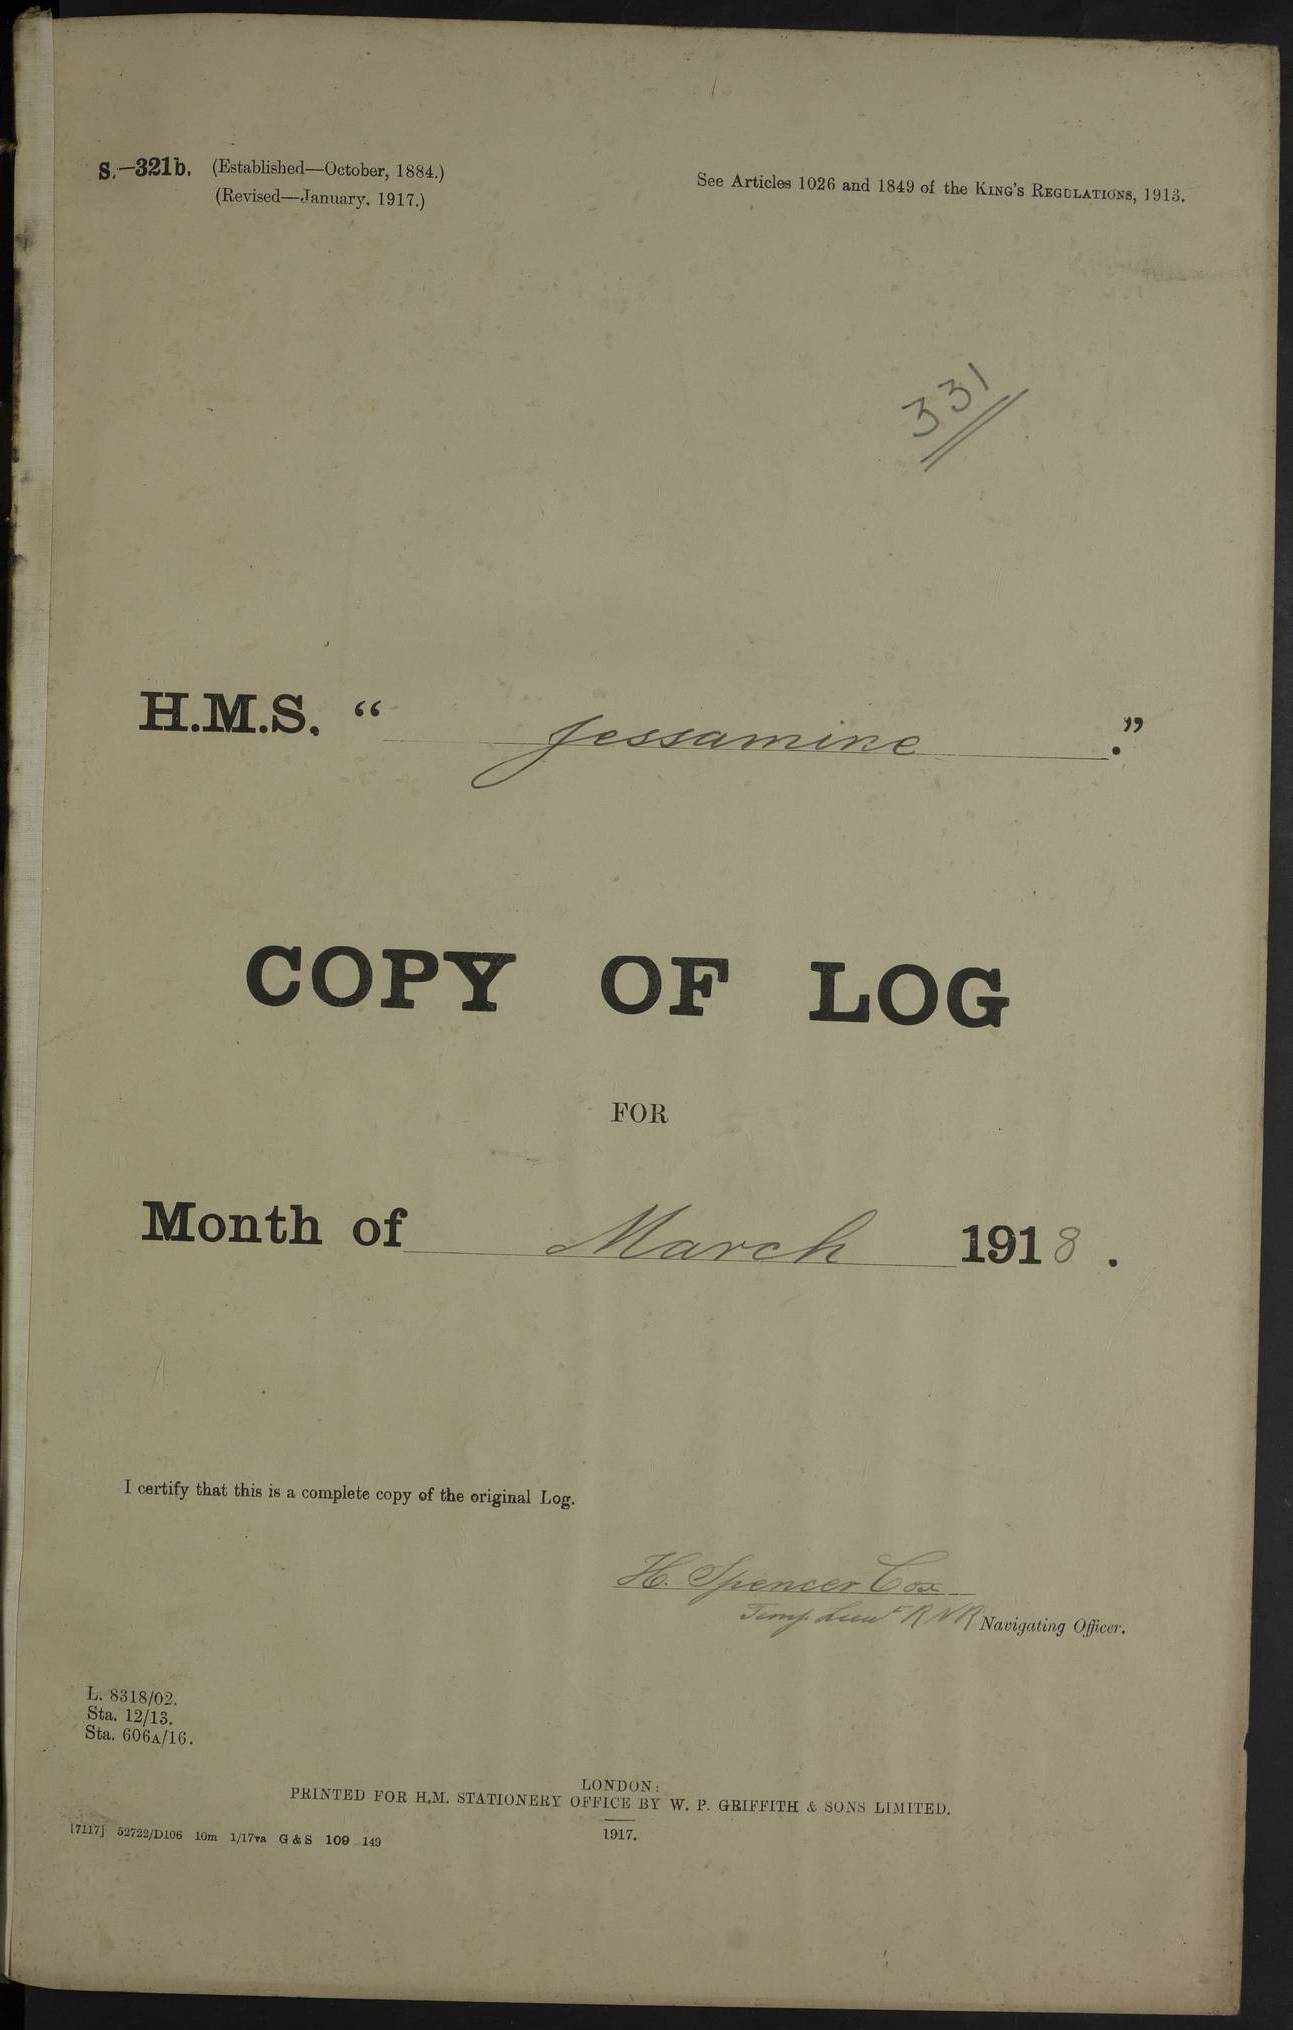 S.—321b. (Established—October, 1884.)
(Revised—January, 1917.)
See Articles 1026 and 1849 of the King's Regulations, 1913.
331
H.M.S. “ Jessamine .”
COPY OF LOG
FOR
Month of March 1918 .
I certify that this is a complete copy of the original Log.
H. Spencer Cox
Temp Lieut RNR Navigating Officer.
L. 8318/02.
Sta. 12/13.
Sta. 606A/16.
LONDON:
PRINTED FOR H.M. STATIONERY OFFICE BY W. P. GRIFFITH & SONS LIMITED.
1917.
[7117] 52722/D106 10m 1/17va G & S 109 149